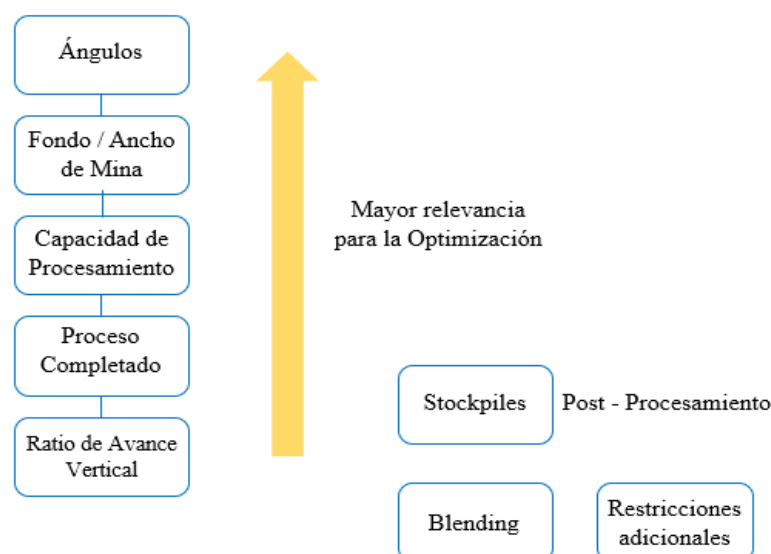 Ángulos
Fondo / Ancho
de Mina
Capacidad de
Procesamiento
Proceso
Completado
Ratio de Avance
Vertical
Mayor relevancia
para la Optimización
Stockpiles
Post - Procesamiento
Blending
Restricciones
adicionales